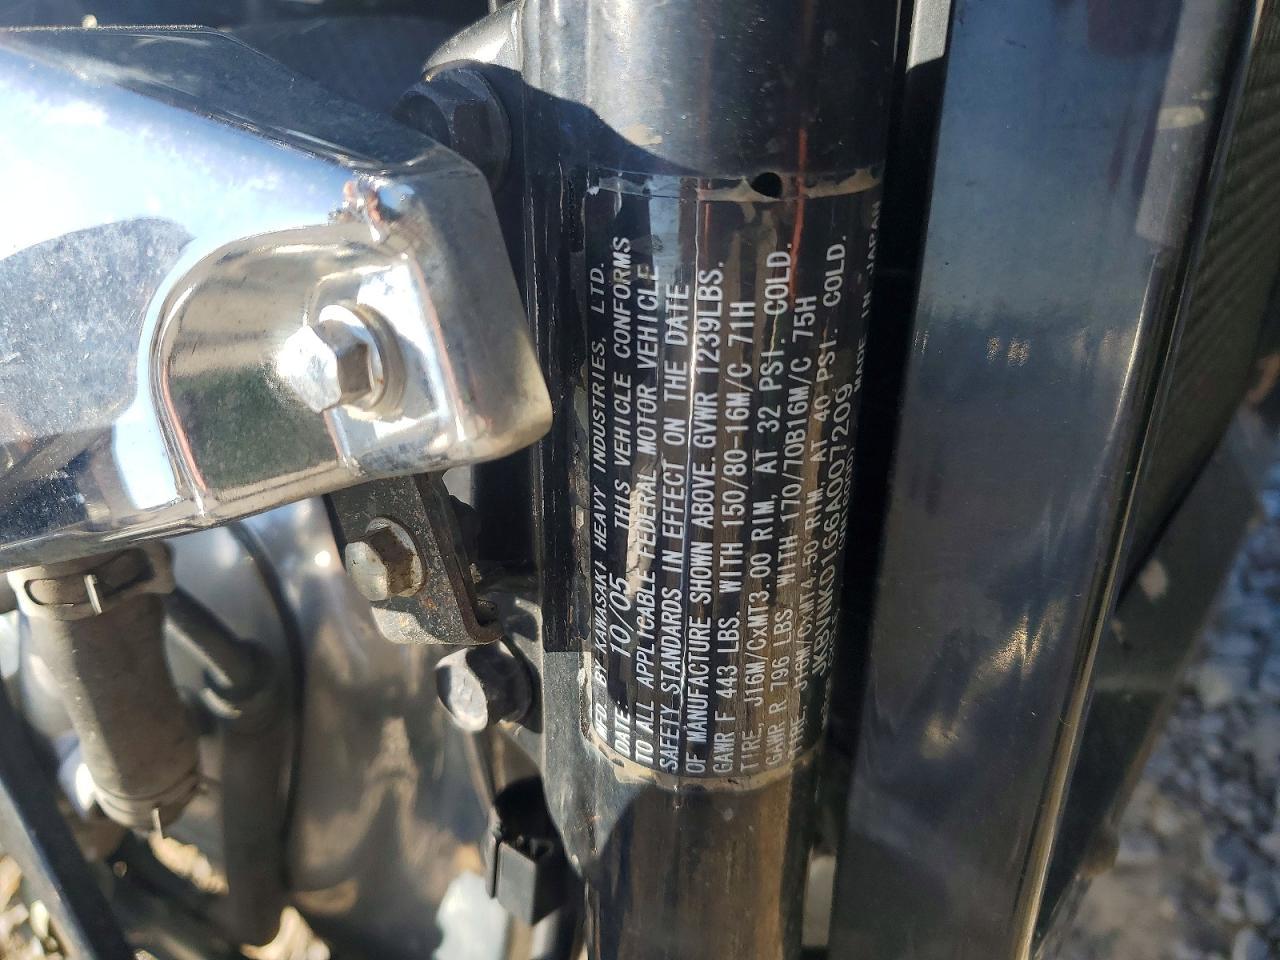 MFD. BY KAWASAKI HEAVY INDUSTRIES, LTD.
DATE: 10/05 THIS VEHICLE CONFORMS
TO ALL APPLICABLE FEDERAL MOTOR VEHICLE
SAFETY STANDARDS IN EFFECT ON THE DATE
OF MANUFACTURE SHOWN ABOVE. GVWR 1239LBS.
GAWR F 443 LBS. WITH 150/80-16M/C 71H
TIRE, J16M/CxMT3.00 RIM, AT 32 PSI. COLD.
GAWR R 796 LBS WITH 170/70B16M/C 75H
TIRE, J16M/CxMT4.50 RIM, AT 40 PSI. COLD.
MADE IN JAPAN